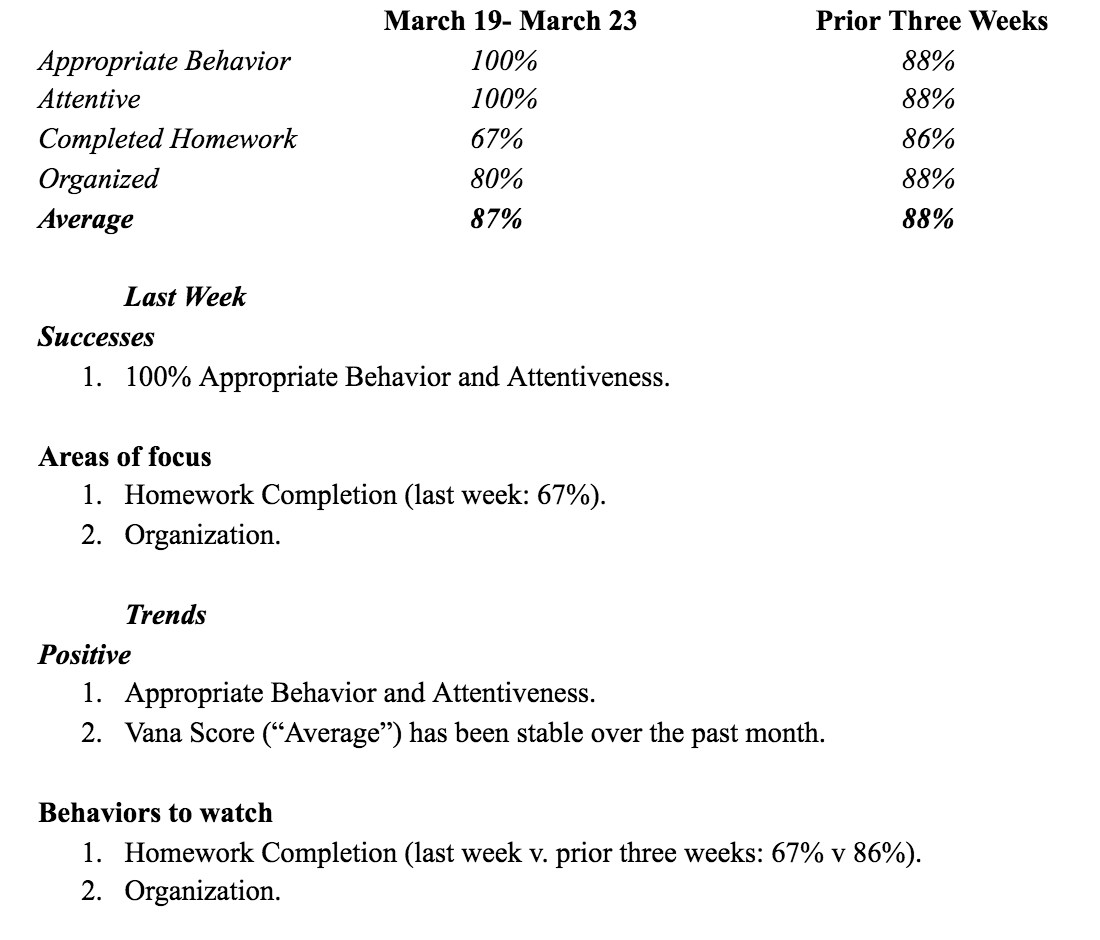 March 19- March 23 Prior Three Weeks
Appropriate Behavior 100% 88%
Attentive 100% 88%
Completed Homework 67% 86%
Organized 80% 88%
Average 87% 88%
Last Week
Successes
1. 100% Appropriate Behavior and Attentiveness.
Areas of focus
1. Homework Completion (last week: 67%).
2. Organization.
Trends
Positive
1. Appropriate Behavior and Attentiveness.
2. Vana Score (“Average”) has been stable over the past month.
Behaviors to watch
1. Homework Completion (last week v. prior three weeks: 67% v 86%).
2. Organization.